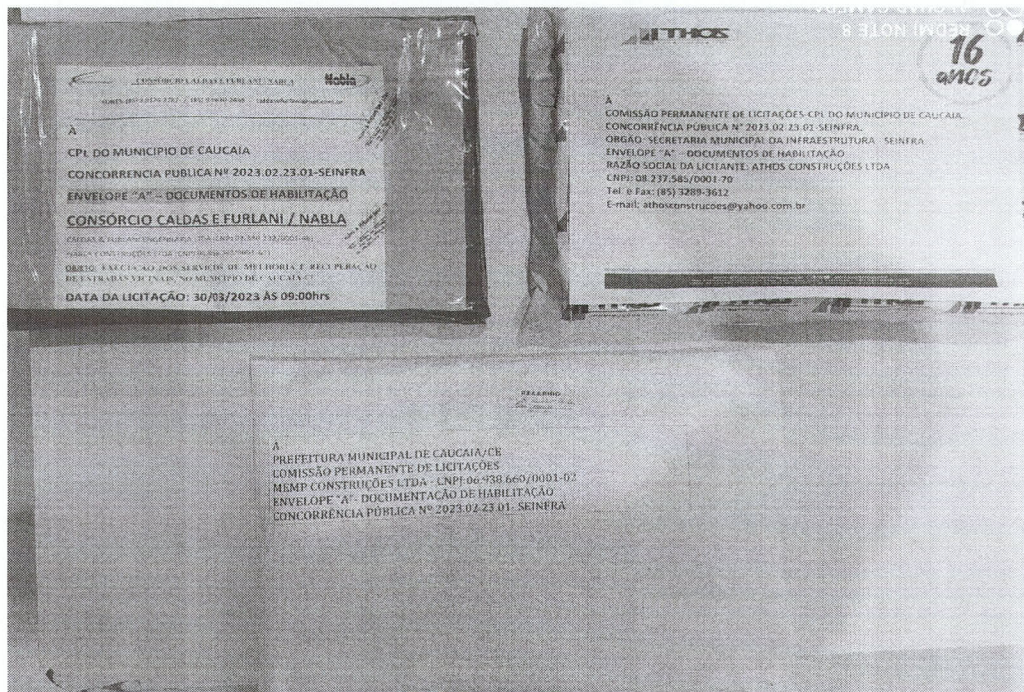 CONSÓRCIO CALDAS E FURLANI / NABLA
Nabla
À
CPL DO MUNICIPIO DE CAUCAIA
CONCORRENCIA PUBLICA Nº 2023.02.23.01-SEINFRA
ENVELOPE "A" – DOCUMENTOS DE HABILITAÇÃO
CONSÓRCIO CALDAS E FURLANI / NABLA
OBJETO: EXECUÇÃO DOS SERVIÇOS DE MELHORIA E RECUPERAÇÃO
DE ESTRADAS VICINAIS, NO MUNICÍPIO DE CAUCAIA-CE
DATA DA LICITAÇÃO: 30/03/2023 ÀS 09:00hrs
ATHOS
REDMI NOTE 8
AI QUAD CAMERA
16
anos
À
COMISSÃO PERMANENTE DE LICITAÇÕES-CPL DO MUNICIPIO DE CAUCAIA.
CONCORRÊNCIA PÚBLICA N° 2023.02.23.01-SEINFRA.
ORGÃO: SECRETARIA MUNICIPAL DA INFRAESTRUTURA - SEINFRA.
ENVELOPE "A" – DOCUMENTOS DE HABILITAÇÃO
RAZÃO SOCIAL DA LICITANTE: ATHOS CONSTRUÇÕES LTDA
CNPJ: 08.237.585/0001-70
Tel. e Fax: (85) 3289-3612
E-mail: athosconstrucoes@yahoo.com.br
À
PREFEITURA MUNICIPAL DE CAUCAIA/CE
COMISSÃO PERMANENTE DE LICITAÇÕES
MEMP CONSTRUÇÕES LTDA - CNPJ:06.938.660/0001-02
ENVELOPE "A"- DOCUMENTAÇÃO DE HABILITAÇÃO
CONCORRÊNCIA PÚBLICA Nº 2023.02.23.01- SEINFRA